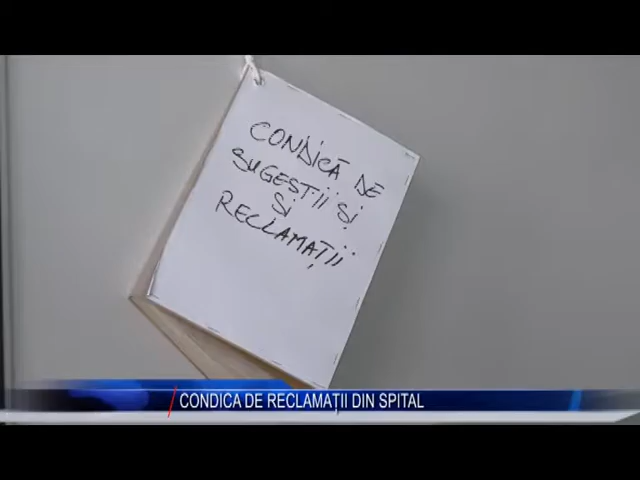 CONDICĂ DE
SUGESTII ȘI
ȘI
RECLAMAȚII
CONDICA DE RECLAMAȚII DIN SPITAL